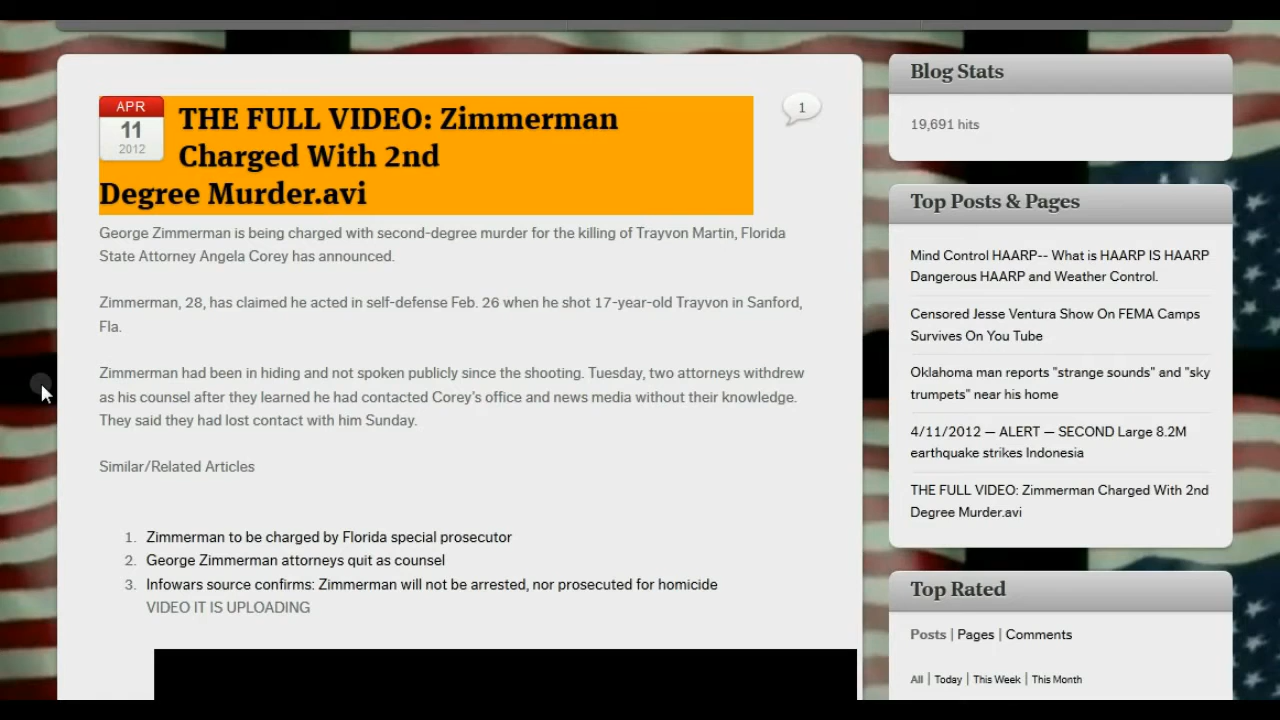 APR
11
2012
THE FULL VIDEO: Zimmerman
Charged With 2nd
Degree Murder.avi
1
George Zimmerman is being charged with second-degree murder for the killing of Trayvon Martin, Florida
State Attorney Angela Corey has announced.
Zimmerman, 28, has claimed he acted in self-defense Feb. 26 when he shot 17-year-old Trayvon in Sanford,
Fla.
Zimmerman had been in hiding and not spoken publicly since the shooting. Tuesday, two attorneys withdrew
as his counsel after they learned he had contacted Corey's office and news media without their knowledge.
They said they had lost contact with him Sunday.
Similar/Related Articles
1. Zimmerman to be charged by Florida special prosecutor
2. George Zimmerman attorneys quit as counsel
3. Infowars source confirms: Zimmerman will not be arrested, nor prosecuted for homicide
VIDEO IT IS UPLOADING
Blog Stats
19,691 hits
Top Posts & Pages
Mind Control HAARP-- What is HAARP IS HAARP
Dangerous HAARP and Weather Control.
Censored Jesse Ventura Show On FEMA Camps
Survives On You Tube
Oklahoma man reports "strange sounds" and "sky
trumpets" near his home
4/11/2012 — ALERT — SECOND Large 8.2M
earthquake strikes Indonesia
THE FULL VIDEO: Zimmerman Charged With 2nd
Degree Murder.avi
Top Rated
Posts | Pages | Comments
All | Today | This Week | This Month